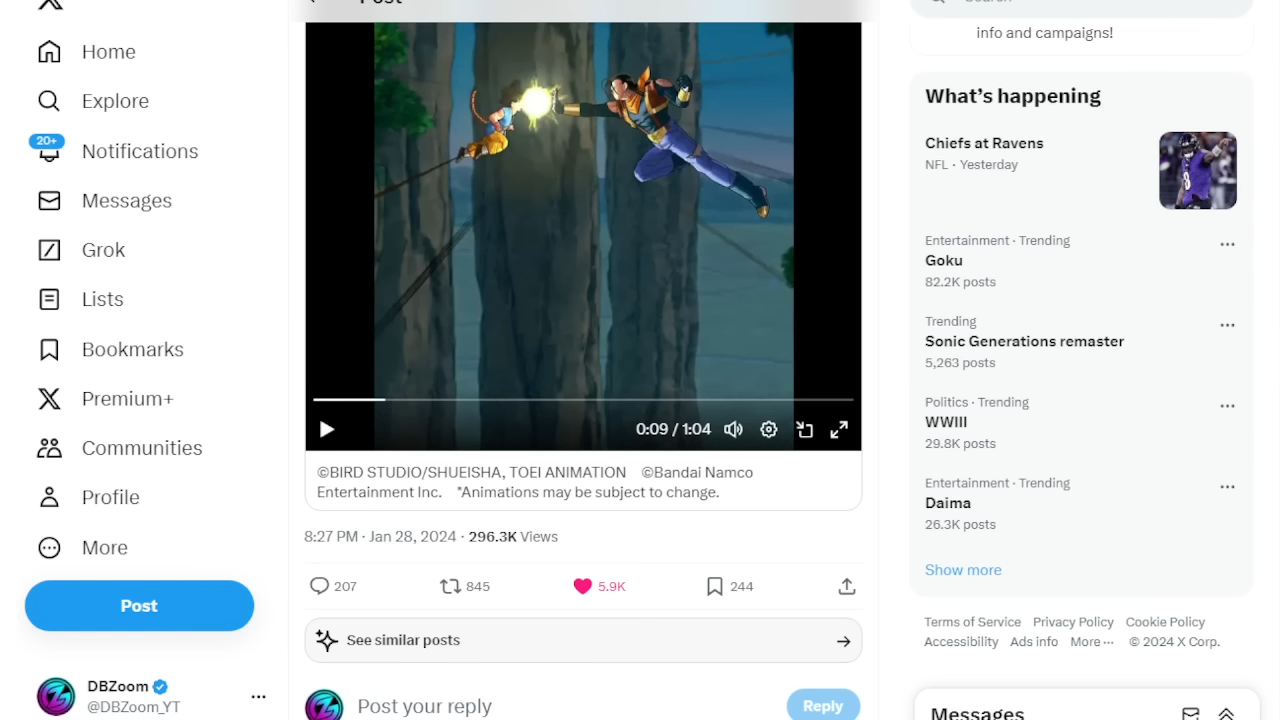 Home
Explore
20+
Notifications
Messages
Grok
Lists
Bookmarks
Premium+
Communities
Profile
More
Post
DBZoom
@DBZoom_YT
Post
0:09 / 1:04
©BIRD STUDIO/SHUEISHA, TOEI ANIMATION ©Bandai Namco
Entertainment Inc. *Animations may be subject to change.
8:27 PM · Jan 28, 2024 · 296.3K Views
207 845 5.9K 244
See similar posts
Post your reply
Reply
Search
info and campaigns!
What's happening
Chiefs at Ravens
NFL · Yesterday
Entertainment · Trending
Goku
82.2K posts
Trending
Sonic Generations remaster
5,263 posts
Politics · Trending
WWIII
29.8K posts
Entertainment · Trending
Daima
26.3K posts
Show more
Terms of Service Privacy Policy Cookie Policy
Accessibility Ads info More ··· © 2024 X Corp.
Messages